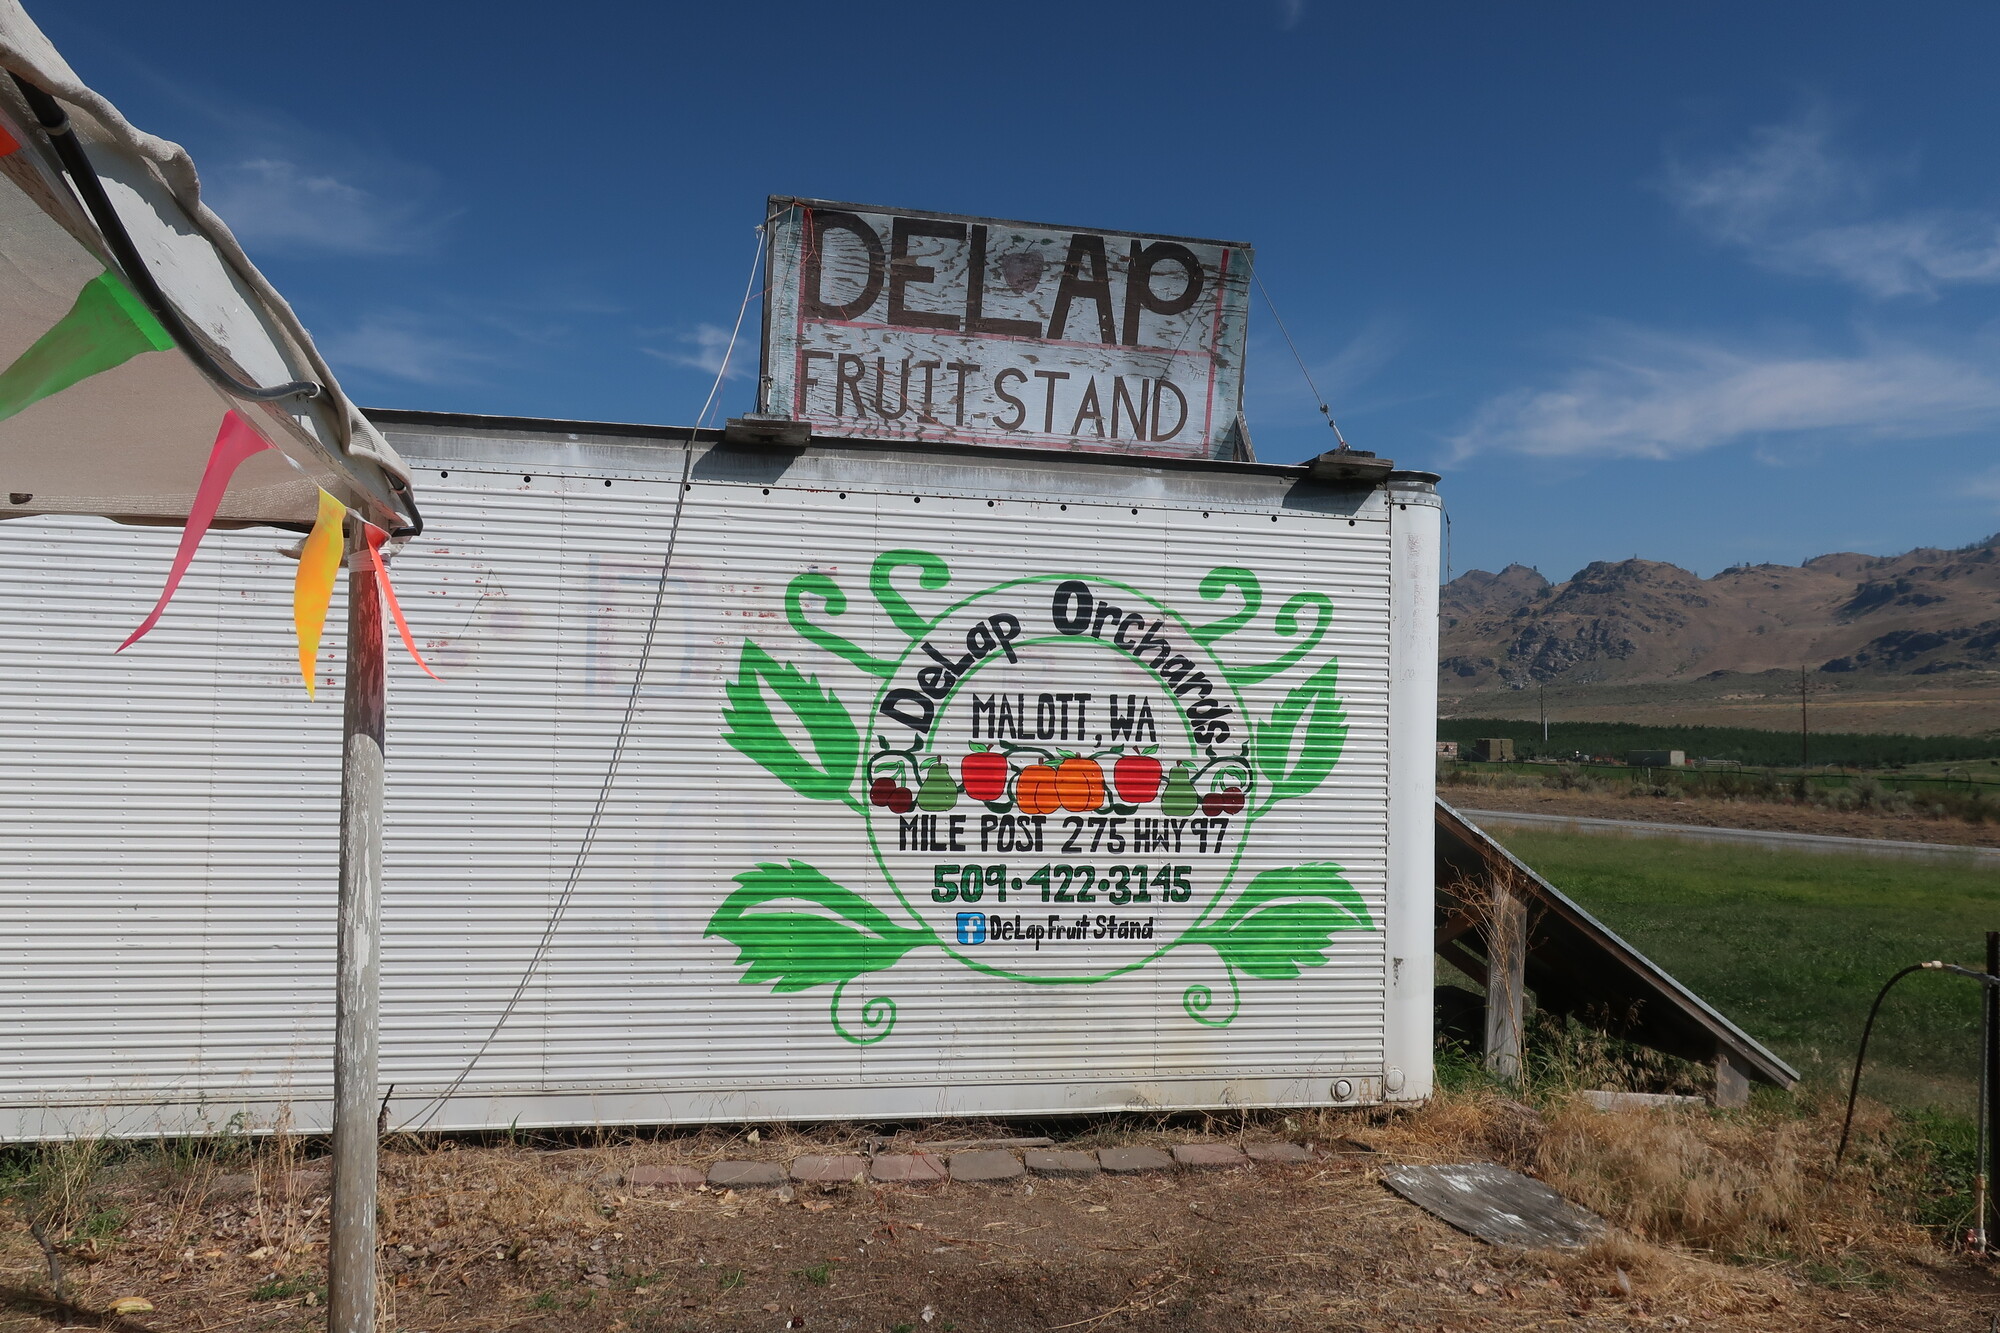 DELAP
FRUIT STAND
DeLap Orchards
MALOTT, WA
MILE POST 275 HWY 97
509•422•3145
f DeLap Fruit Stand